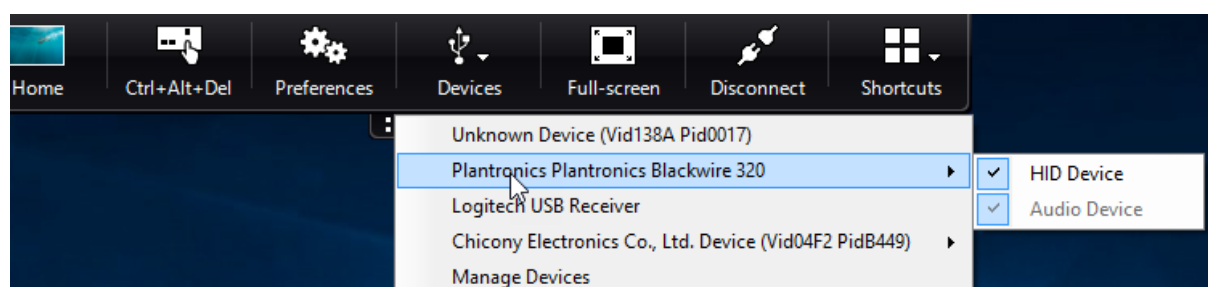 Home Ctrl+Alt+Del Preferences Devices Full-screen Disconnect Shortcuts
Unknown Device (Vid138A Pid0017)
Plantronics Plantronics Blackwire 320
HID Device
Logitech USB Receiver
Audio Device
Chicony Electronics Co., Ltd. Device (Vid04F2 PidB449)
Manage Devices